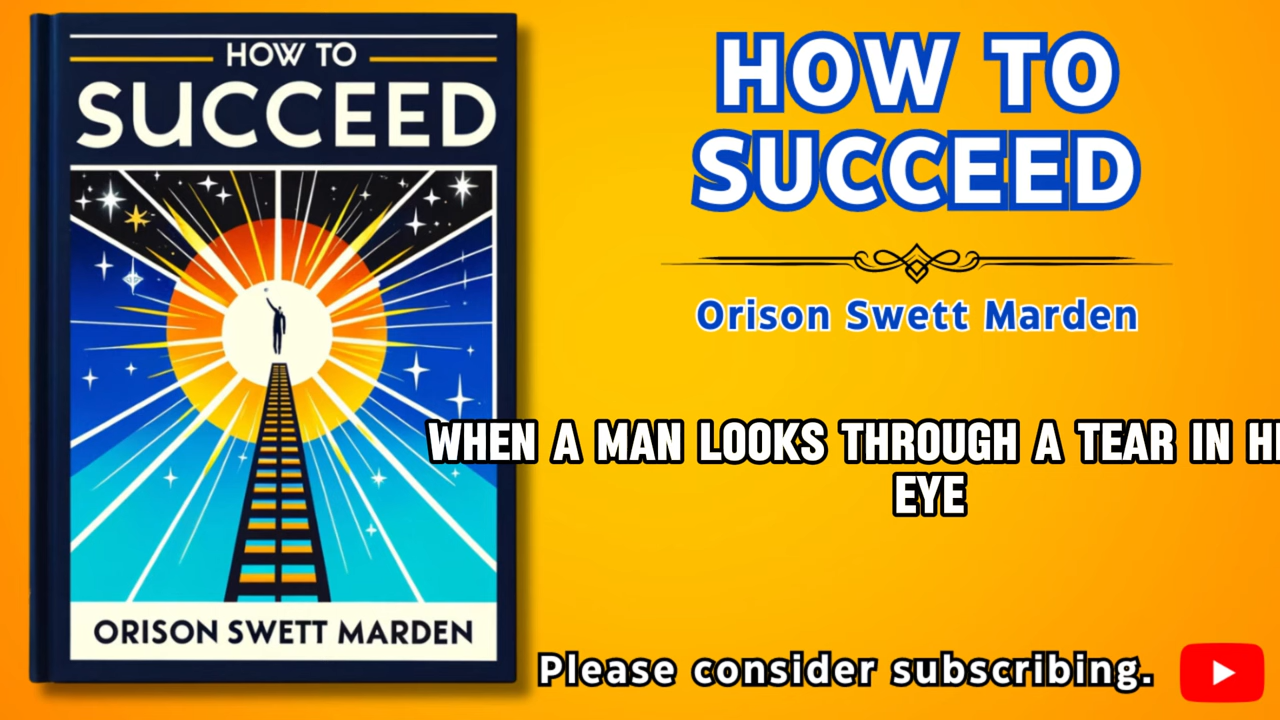 HOW TO
SUCCEED
ORISON SWETT MARDEN
HOW TO
SUCCEED
Orison Swett Marden
WHEN A MAN LOOKS THROUGH A TEAR IN
EYE
Please consider subscribing.